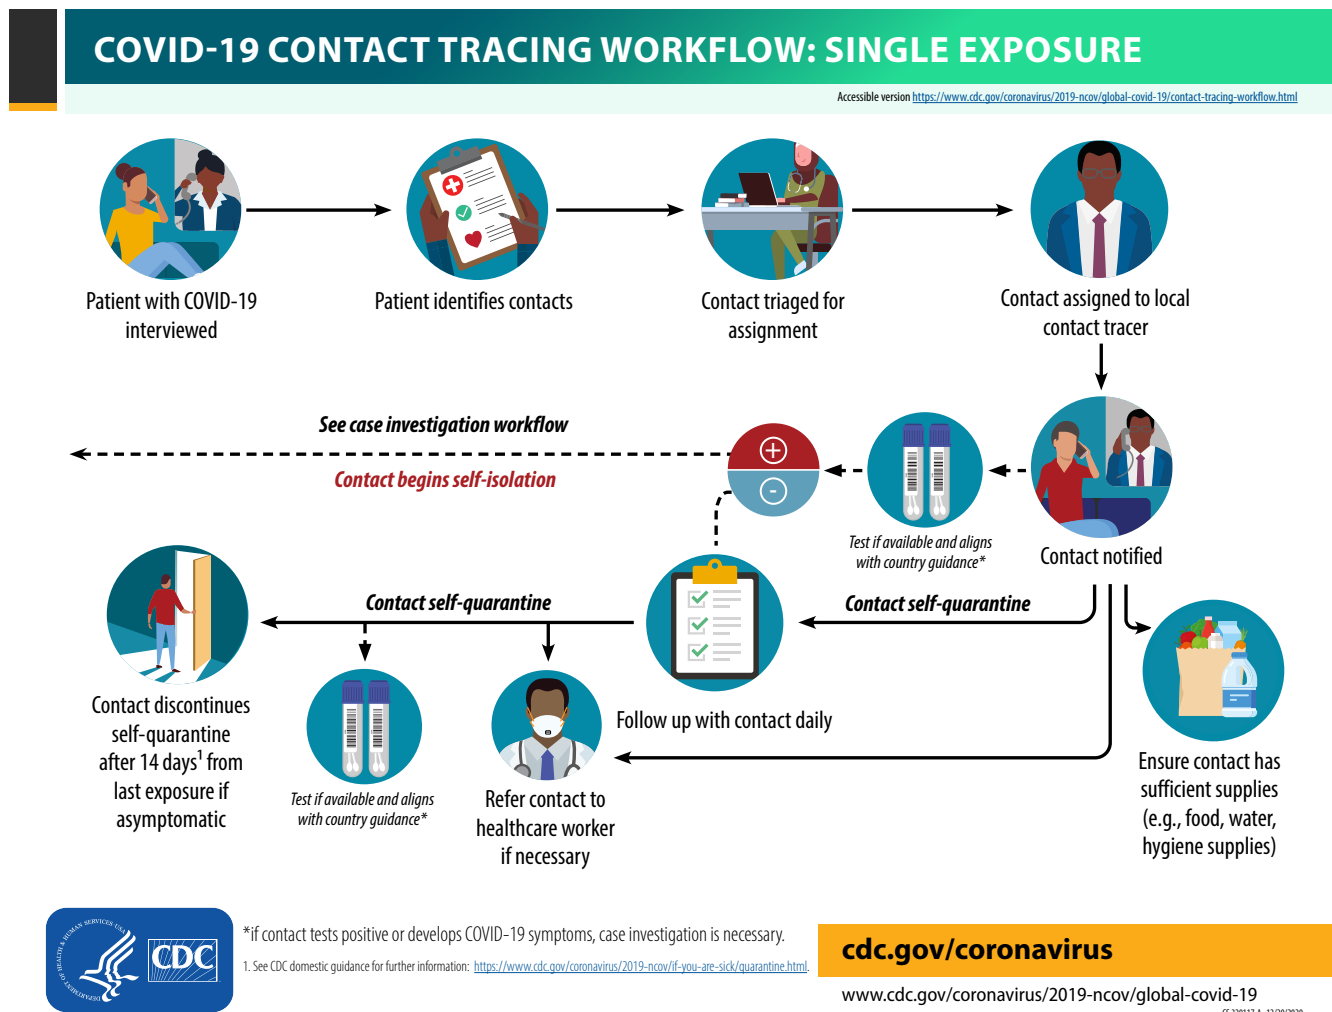 COVID-19 CONTACT TRACING WORKFLOW: SINGLE EXPOSURE
Accessible version https://www.cdc.gov/coronavirus/2019-ncov/global-covid-19/contact-tracing-workflow.html
Patient with COVID-19
interviewed
Patient identifies contacts
Contact triaged for
assignment
Contact assigned to local
contact tracer
See case investigation workflow
Contact begins self-isolation
+
-
Test if available and aligns
with country guidance*
Contact notified
Contact self-quarantine
Contact self-quarantine
Contact discontinues
self-quarantine
after 14 days1 from
last exposure if
asymptomatic
Test if available and aligns
with country guidance*
Refer contact to
healthcare worker
if necessary
Follow up with contact daily
Ensure contact has
sufficient supplies
(e.g., food, water,
hygiene supplies)
DEPARTMENT OF HEALTH & HUMAN SERVICES·USA
CDC
*if contact tests positive or develops COVID-19 symptoms, case investigation is necessary.
1. See CDC domestic guidance for further information: https://www.cdc.gov/coronavirus/2019-ncov/if-you-are-sick/quarantine.html.
cdc.gov/coronavirus
www.cdc.gov/coronavirus/2019-ncov/global-covid-19